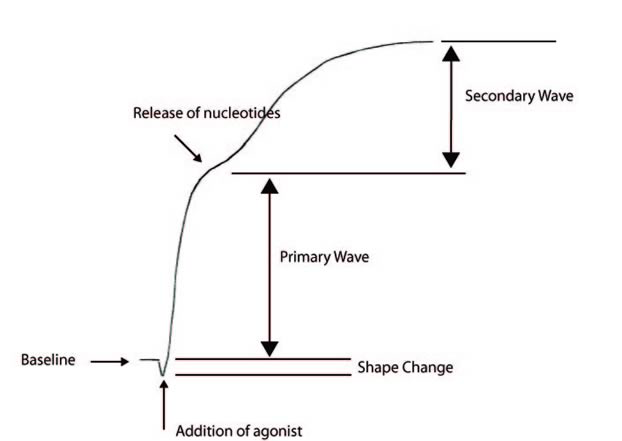 Secondary Wave
Release of nucleotides
Primary Wave
Baseline
Shape Change
Addition of agonist